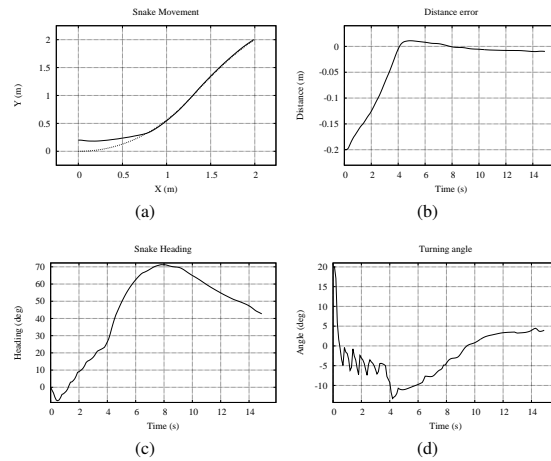 Snake Movement
2
1.5
1
0.5
0
Y (m)
0 0.5 1 1.5 2
X (m)
(a)
Distance error
0
-0.05
-0.1
-0.15
-0.2
Distance (m)
0 2 4 6 8 10 12 14
Time (s)
(b)
Snake Heading
70
60
50
40
30
20
10
0
Heading (deg)
0 2 4 6 8 10 12 14
Time (s)
(c)
Turning angle
20
15
10
5
0
-5
-10
Angle (deg)
0 2 4 6 8 10 12 14
Time (s)
(d)